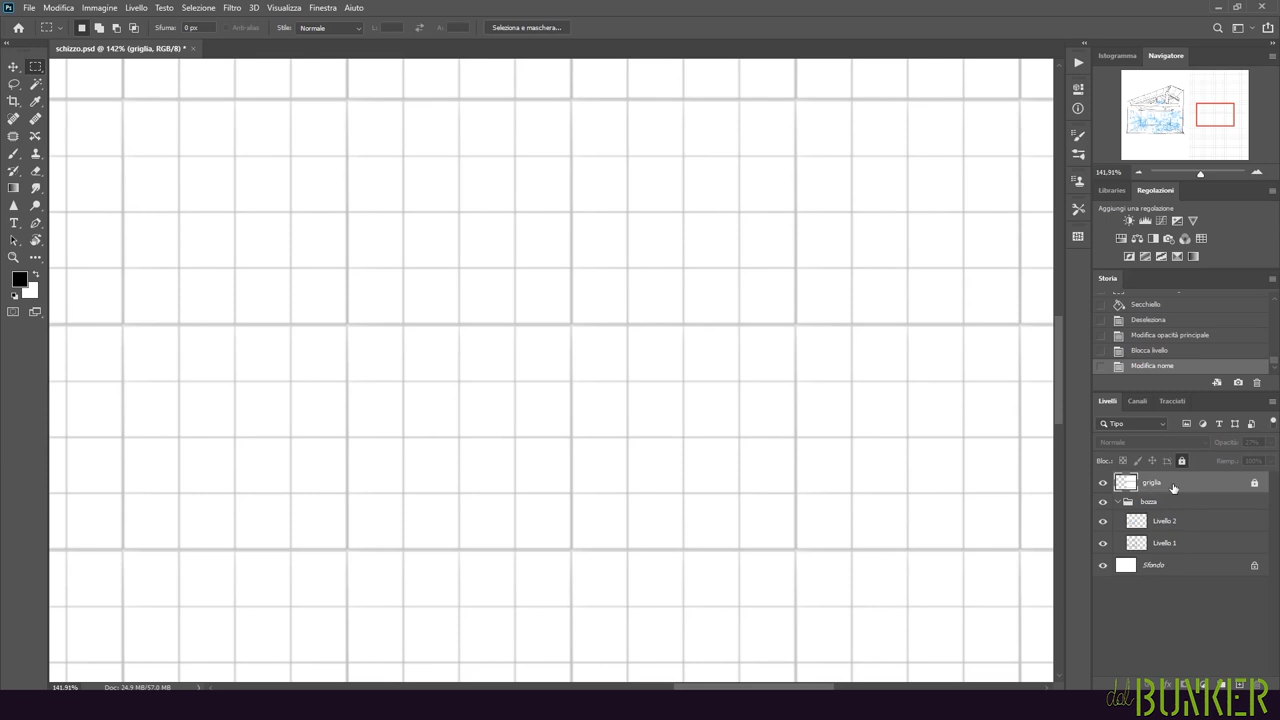 Ps File Modifica Immagine Livello Testo Selezione Filtro 3D Visualizza Finestra Aiuto
Sfuma: 0 px Anti-alias Stile: Normale L: A: Seleziona e maschera...
schizzo.psd @ 142% (griglia, RGB/8) * ×
Istogramma Navigatore
141,91%
Libraries Regolazioni
Aggiungi una regolazione
Storia
Secchiello
Deseleziona
Modifica opacità principale
Blocca livello
Modifica nome
Livelli Canali Tracciati
Tipo
Normale Opacità:
Bloc.: Riemp.: 100%
griglia
bozza
Livello 2
Livello 1
Sfondo
141,91% Doc: 24.9 MB/57.0 MB
dal BUNKER